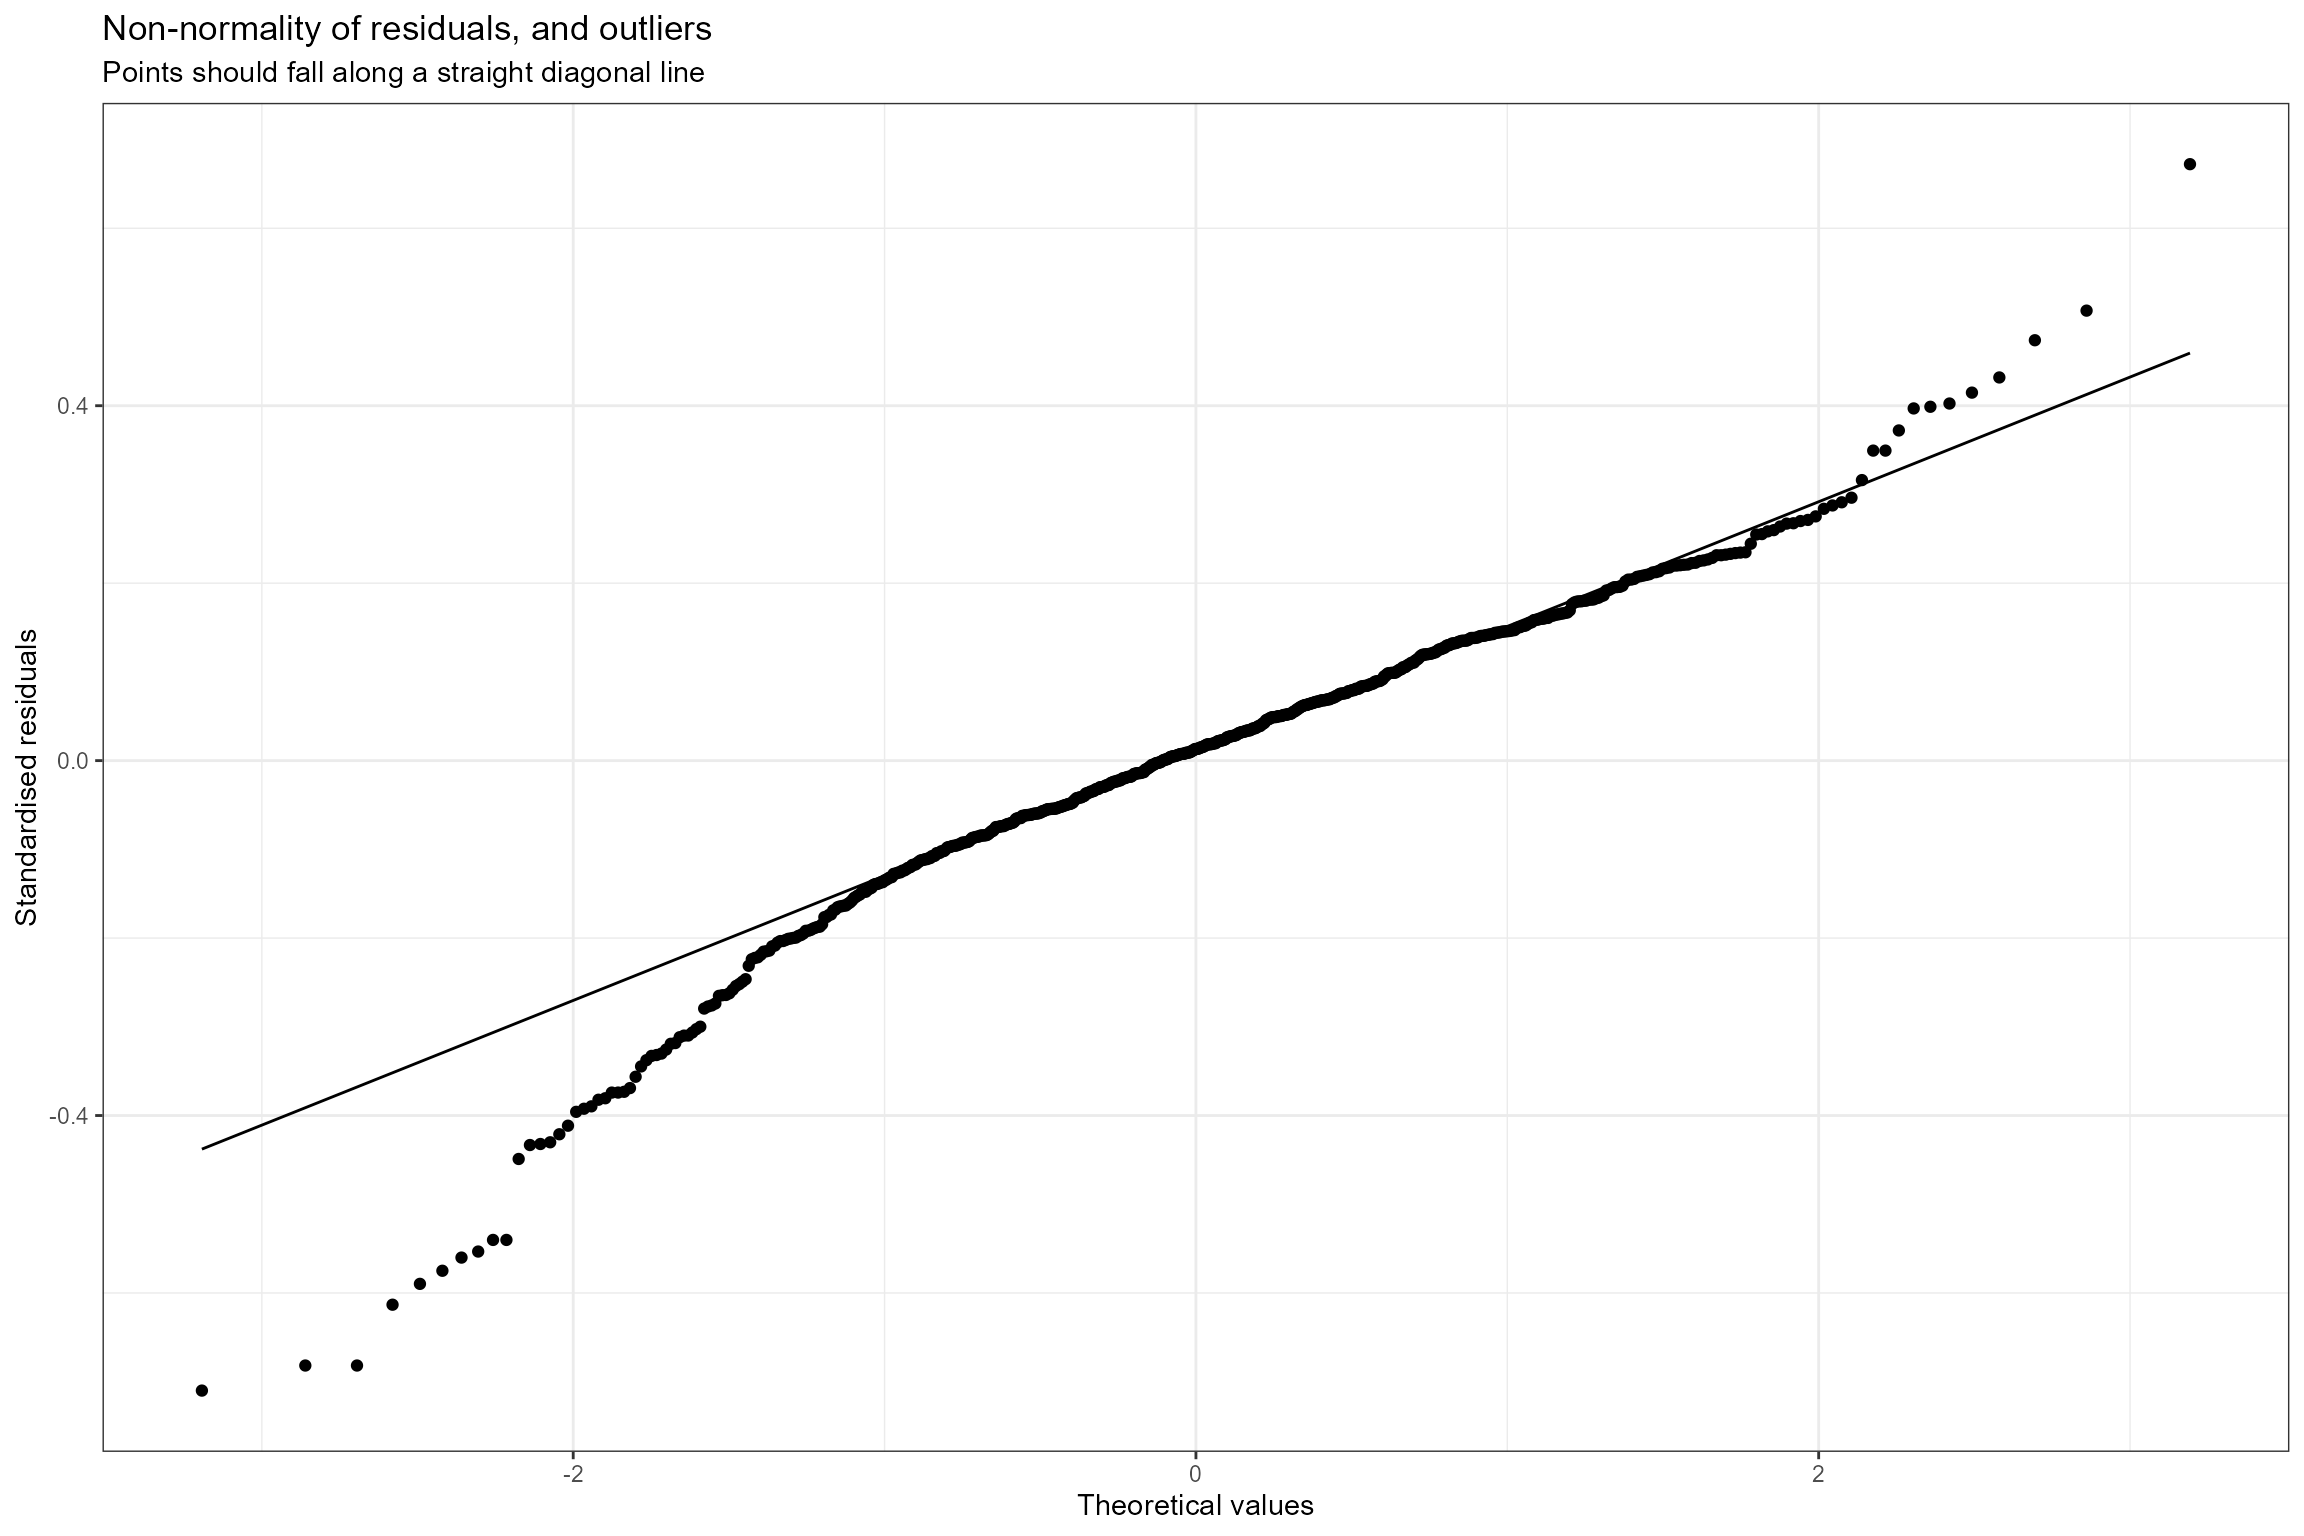 Non-normality of residuals, and outliers
Points should fall along a straight diagonal line
Standardised residuals
0.4
0.0
-0.4
-2
0
2
Theoretical values